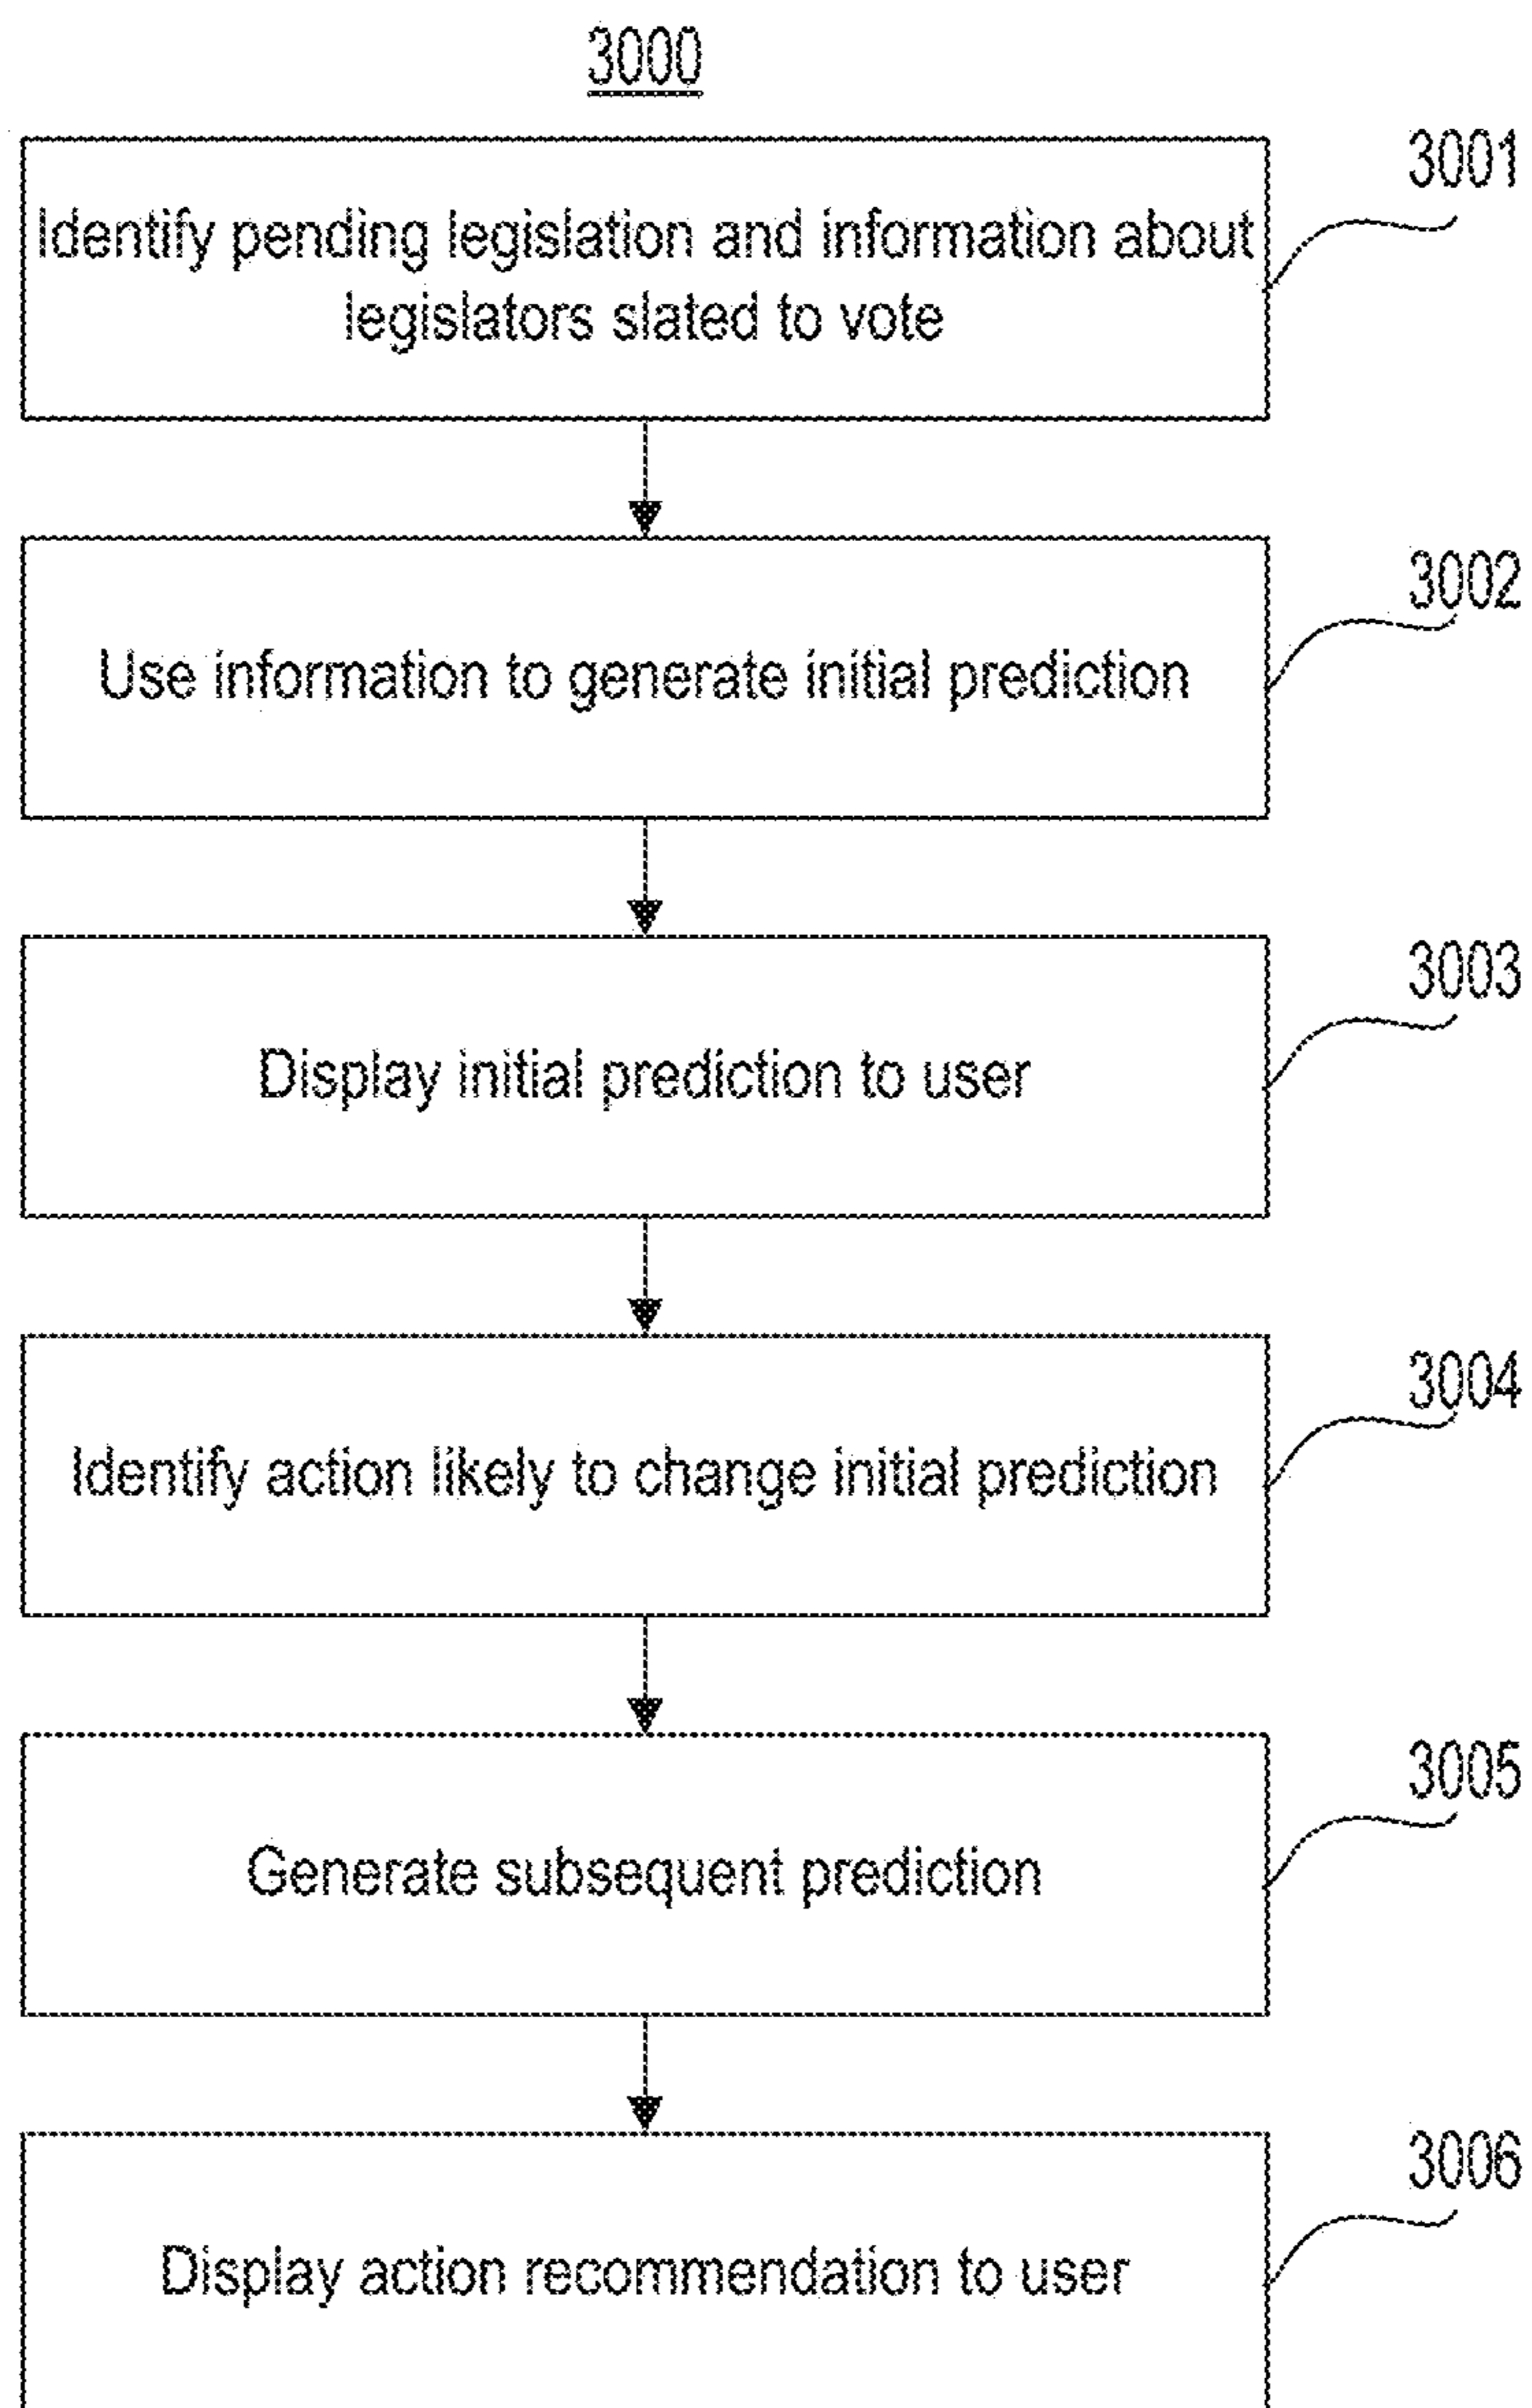 3000
3001
Identify pending legislation and information about
legislators slated to vote
3002
Use information to generate initial prediction
3003
Display initial prediction to user
3004
Identify action likely to change initial prediction
3005
Generate subsequent prediction
3006
Display action recommendation to user